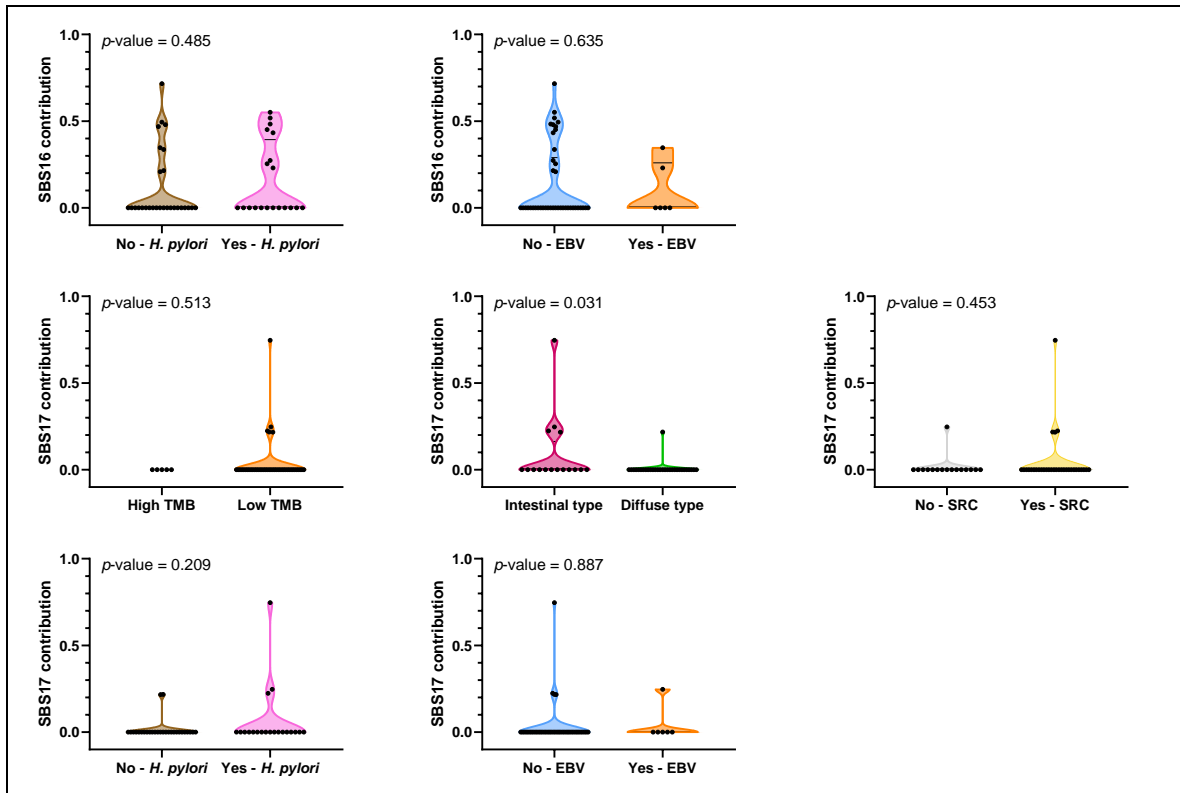 p-value = 0.485
SBS16 contribution
1.0
0.5
0.0
No - H. pylori
Yes - H. pylori
p-value = 0.635
SBS16 contribution
1.0
0.5
0.0
No - EBV
Yes - EBV
p-value = 0.513
SBS17 contribution
1.0
0.5
0.0
High TMB
Low TMB
p-value = 0.031
SBS17 contribution
1.0
0.5
0.0
Intestinal type
Diffuse type
p-value = 0.453
SBS17 contribution
1.0
0.5
0.0
No - SRC
Yes - SRC
p-value = 0.209
SBS17 contribution
1.0
0.5
0.0
No - H. pylori
Yes - H. pylori
p-value = 0.887
SBS17 contribution
1.0
0.5
0.0
No - EBV
Yes - EBV